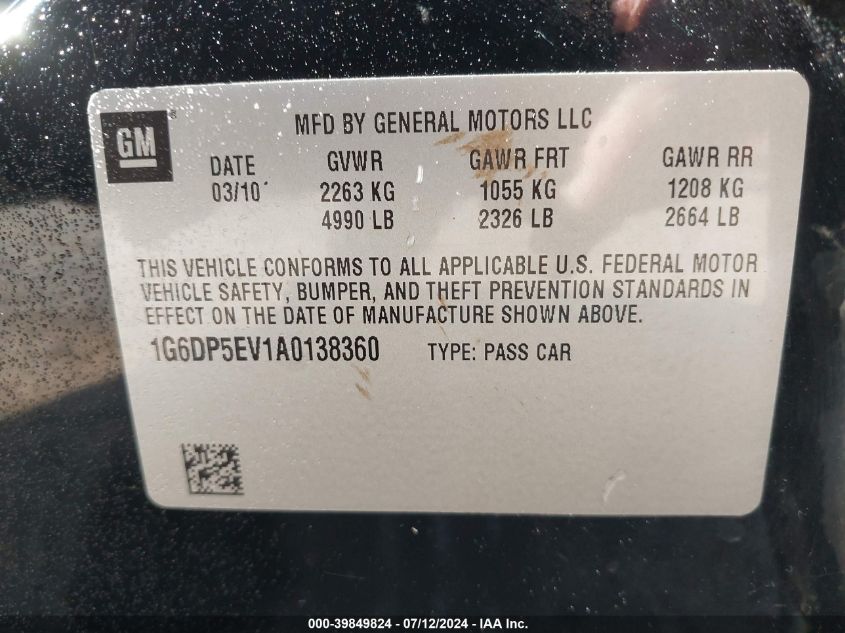 GM
MFD BY GENERAL MOTORS LLC
DATE GVWR GAWR FRT GAWR RR
03/10 2263 KG 1055 KG 1208 KG
4990 LB 2326 LB 2664 LB
THIS VEHICLE CONFORMS TO ALL APPLICABLE U.S. FEDERAL MOTOR
VEHICLE SAFETY, BUMPER, AND THEFT PREVENTION STANDARDS IN
EFFECT ON THE DATE OF MANUFACTURE SHOWN ABOVE.
1G6DP5EV1A0138360 TYPE: PASS CAR
000-39849824 - 07/12/2024 - IAA Inc.